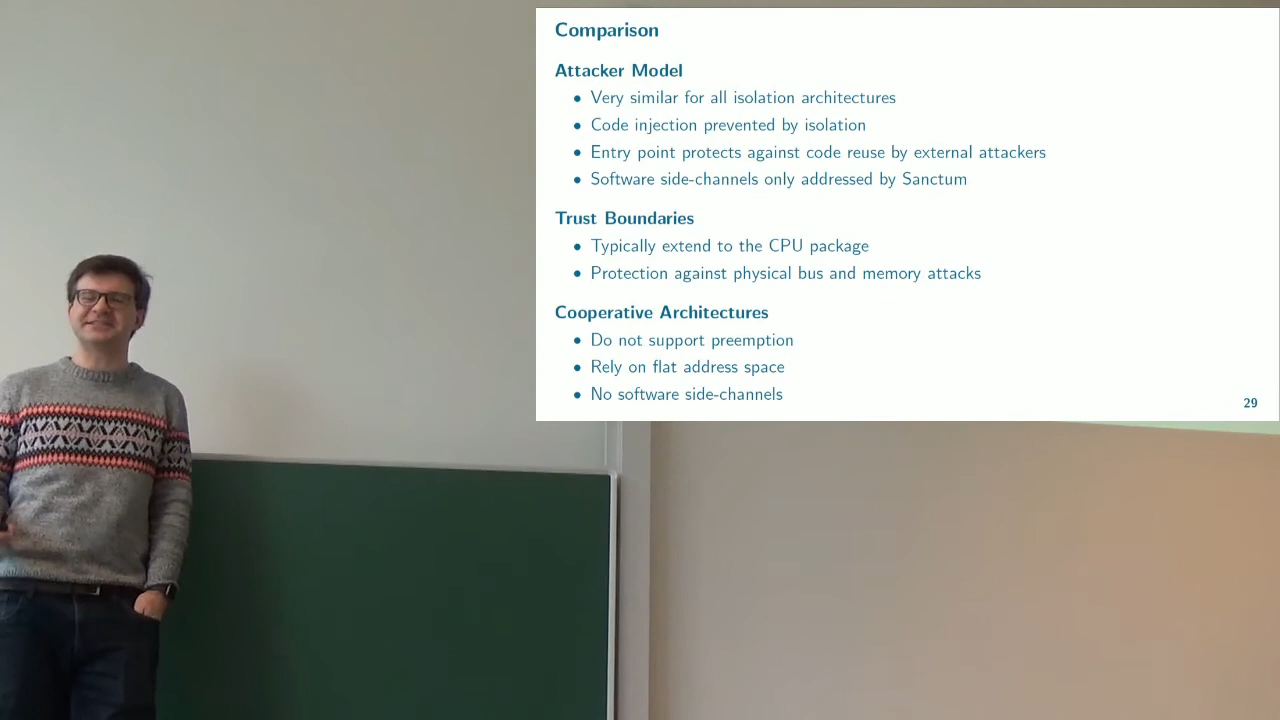 Comparison
Attacker Model
• Very similar for all isolation architectures
• Code injection prevented by isolation
• Entry point protects against code reuse by external attackers
• Software side-channels only addressed by Sanctum
Trust Boundaries
• Typically extend to the CPU package
• Protection against physical bus and memory attacks
Cooperative Architectures
• Do not support preemption
• Rely on flat address space
• No software side-channels
29